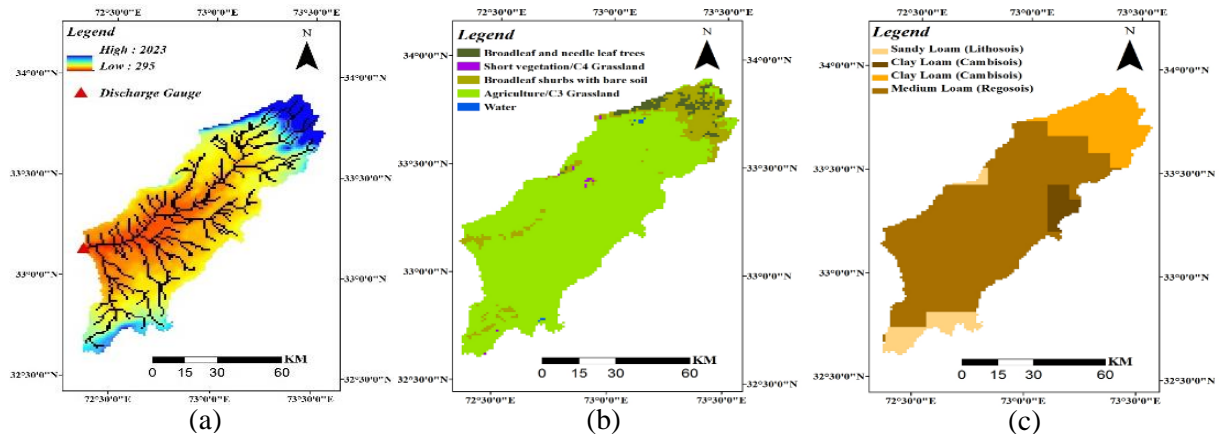 72°30'0"E 73°0'0"E 73°30'0"E
Legend
High : 2023
Low : 295
Discharge Gauge
N
34°0'0"N
33°30'0"N
33°0'0"N
32°30'0"N
34°0'0"N
33°30'0"N
33°0'0"N
32°30'0"N
KM
0 15 30 60
72°30'0"E 73°0'0"E 73°30'0"E
(a)
72°30'0"E 73°0'0"E 73°30'0"E
Legend
Broadleaf and needle leaf trees
Short vegetation/C4 Grassland
Broadleaf shurbs with bare soil
Agriculture/C3 Grassland
Water
N
34°0'0"N
33°30'0"N
33°0'0"N
32°30'0"N
34°0'0"N
33°30'0"N
33°0'0"N
32°30'0"N
KM
0 15 30 60
72°30'0"E 73°0'0"E 73°30'0"E
(b)
72°30'0"E 73°0'0"E 73°30'0"E
Legend
Sandy Loam (Lithosois)
Clay Loam (Cambisois)
Clay Loam (Cambisois)
Medium Loam (Regosois)
N
34°0'0"N
33°30'0"N
33°0'0"N
32°30'0"N
34°0'0"N
33°30'0"N
33°0'0"N
32°30'0"N
KM
0 15 30 60
72°30'0"E 73°0'0"E 73°30'0"E
(c)